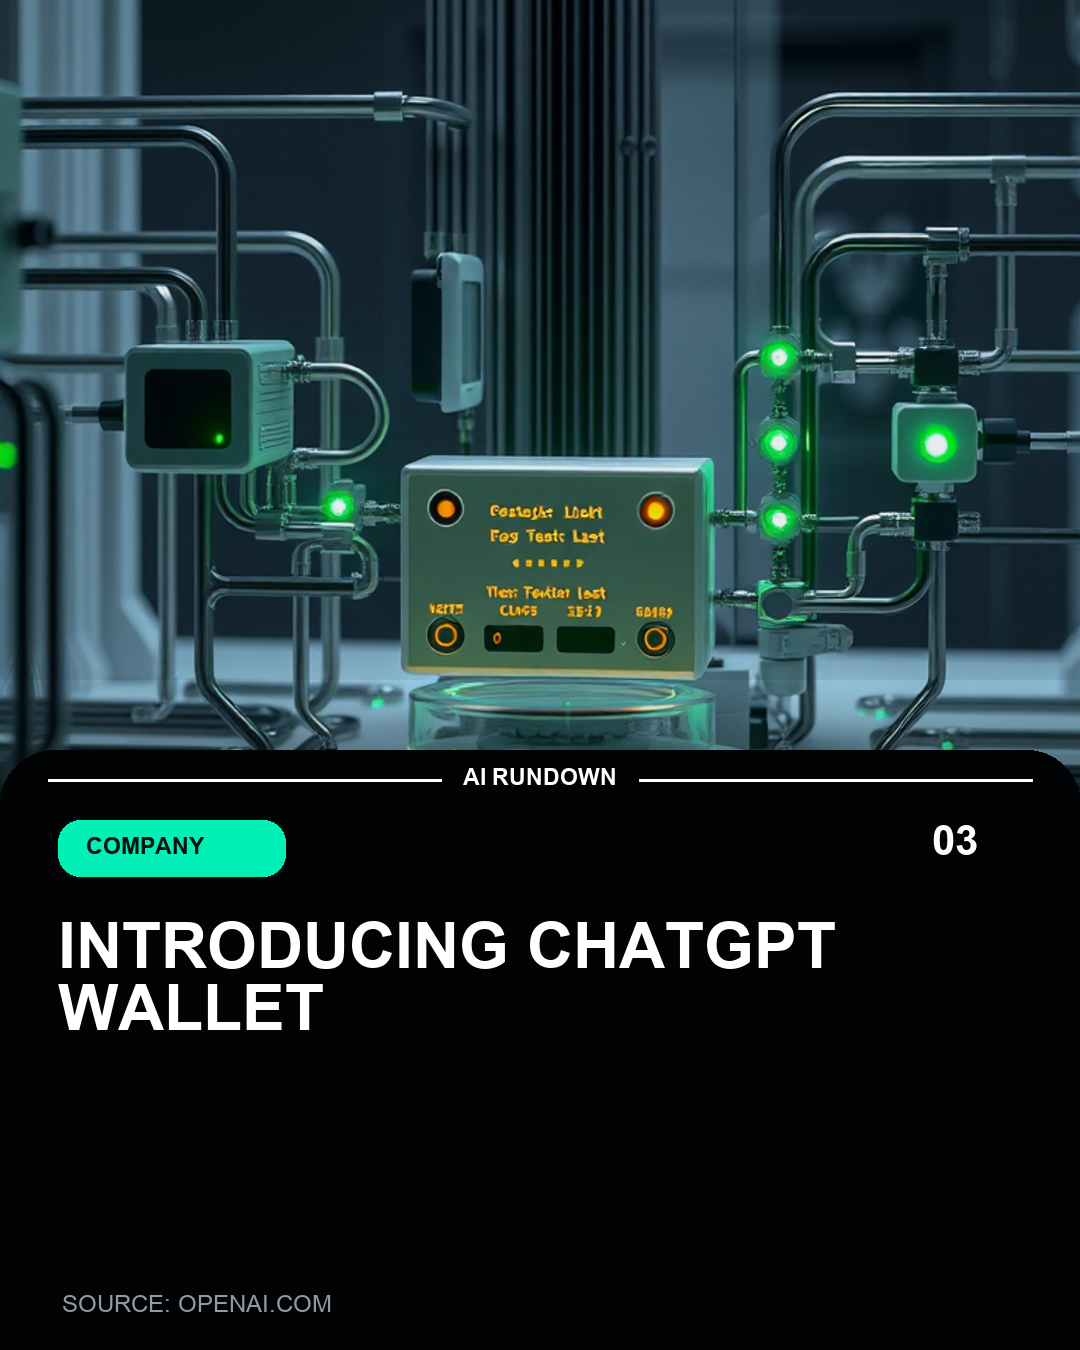 AI RUNDOWN
COMPANY
03
INTRODUCING CHATGPT
WALLET
SOURCE: OPENAI.COM